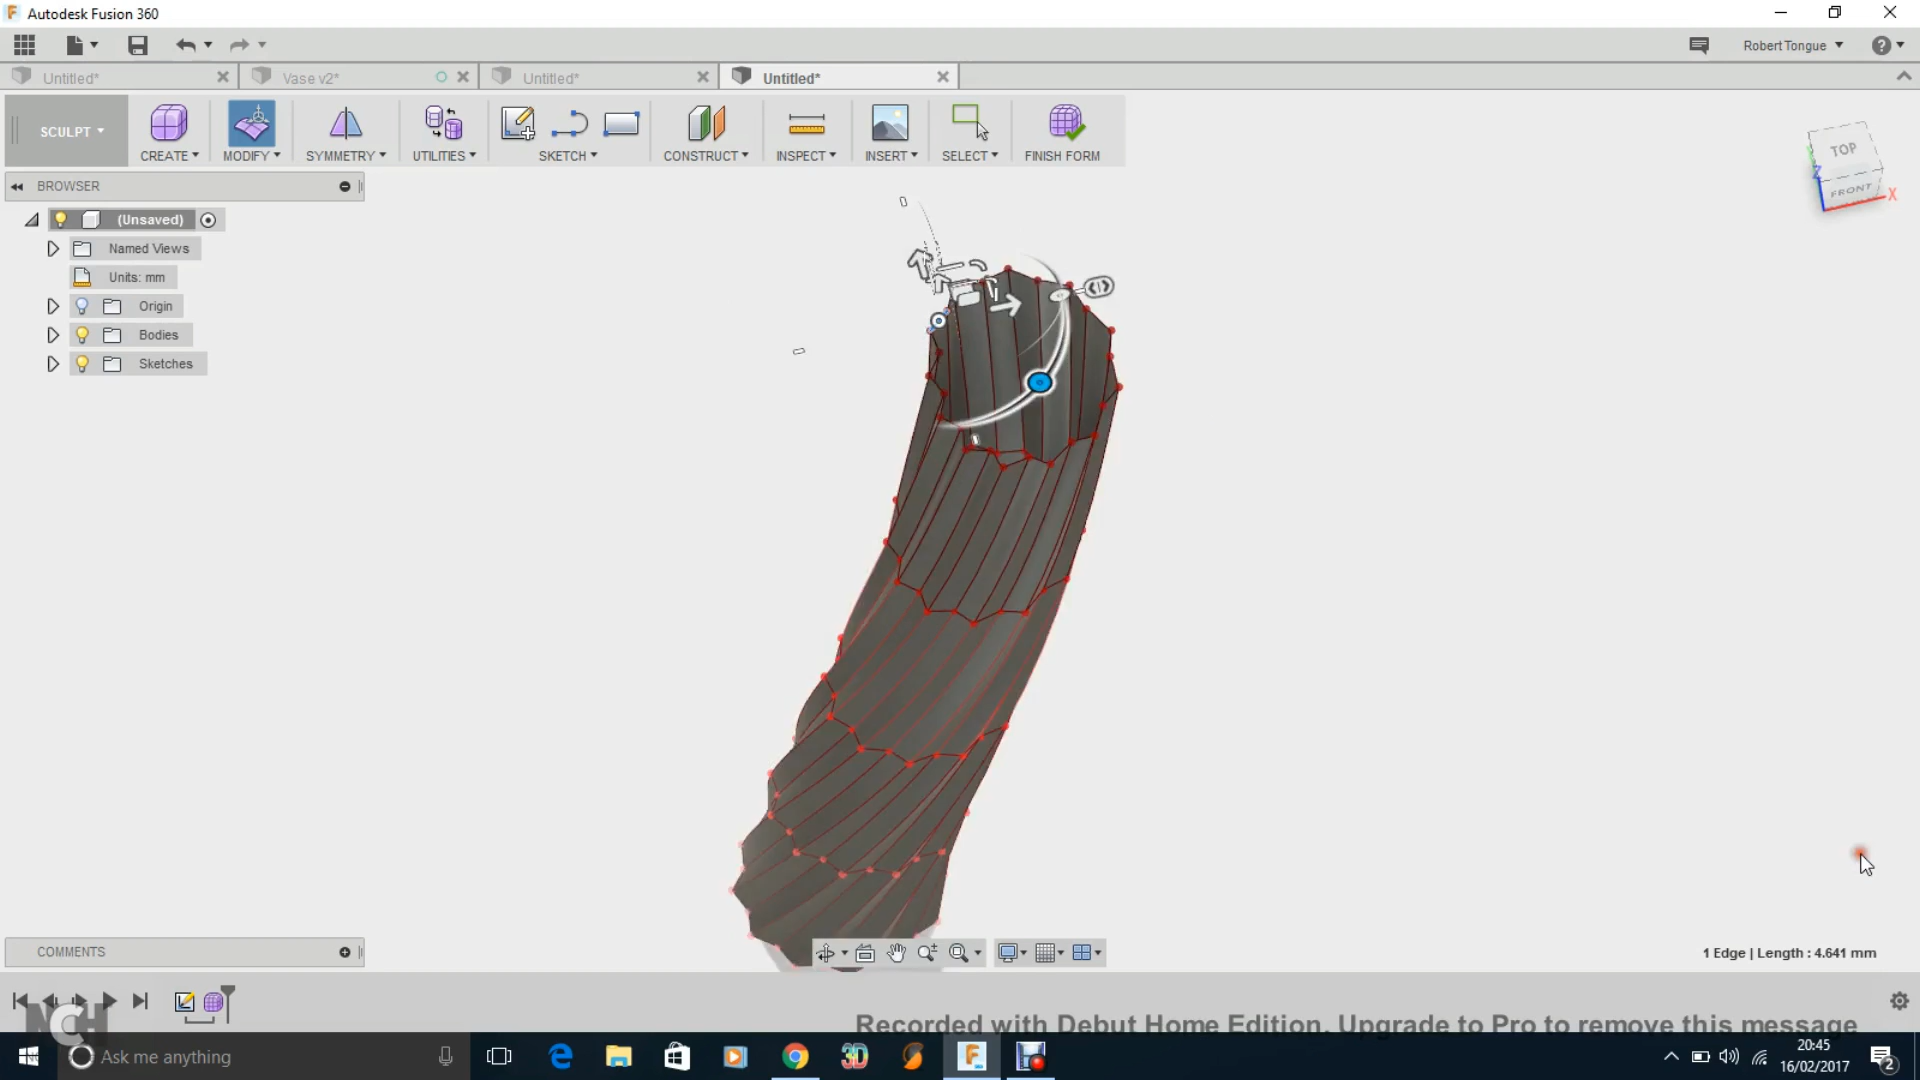 Autodesk Fusion 360
Robert Tongue
Untitled*
Vase v2*
Untitled*
Untitled*
SCULPT
CREATE
MODIFY
SYMMETRY
UTILITIES
SKETCH
CONSTRUCT
INSPECT
INSERT
SELECT
FINISH FORM
TOP
FRONT
Z
X
BROWSER
(Unsaved)
Named Views
Units: mm
Origin
Bodies
Sketches
COMMENTS
1 Edge | Length : 4.641 mm
NCH
Recorded with Debut Home Edition. Upgrade to Pro to remove this message
Ask me anything
3D
20:45
16/02/2017
2